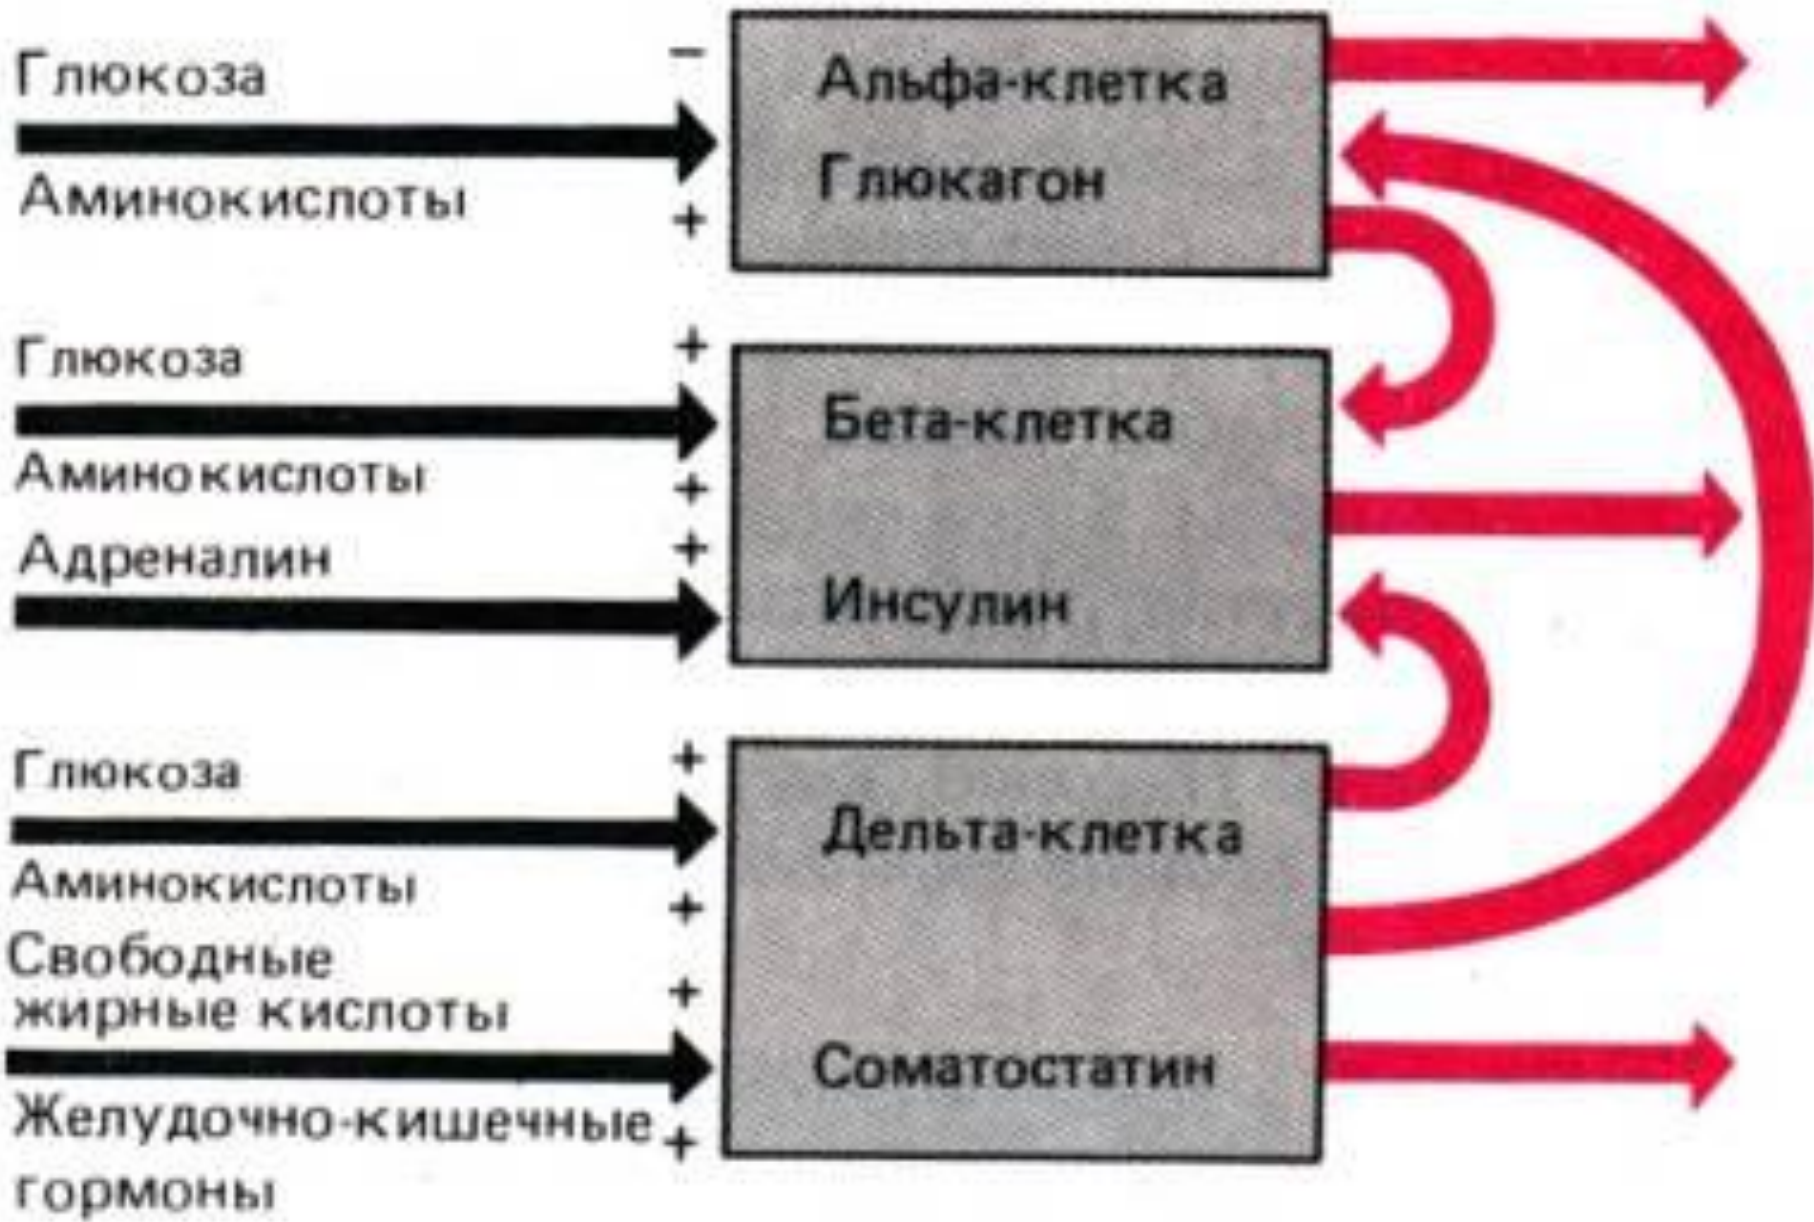 Глюкоза
−
Аминокислоты
+
Альфа-клетка
Глюкагон
Глюкоза
+
Аминокислоты
+
Адреналин
+
Бета-клетка
Инсулин
Глюкоза
+
Аминокислоты
+
Свободные
жирные кислоты
+
Желудочно-кишечные
+
гормоны
Дельта-клетка
Соматостатин